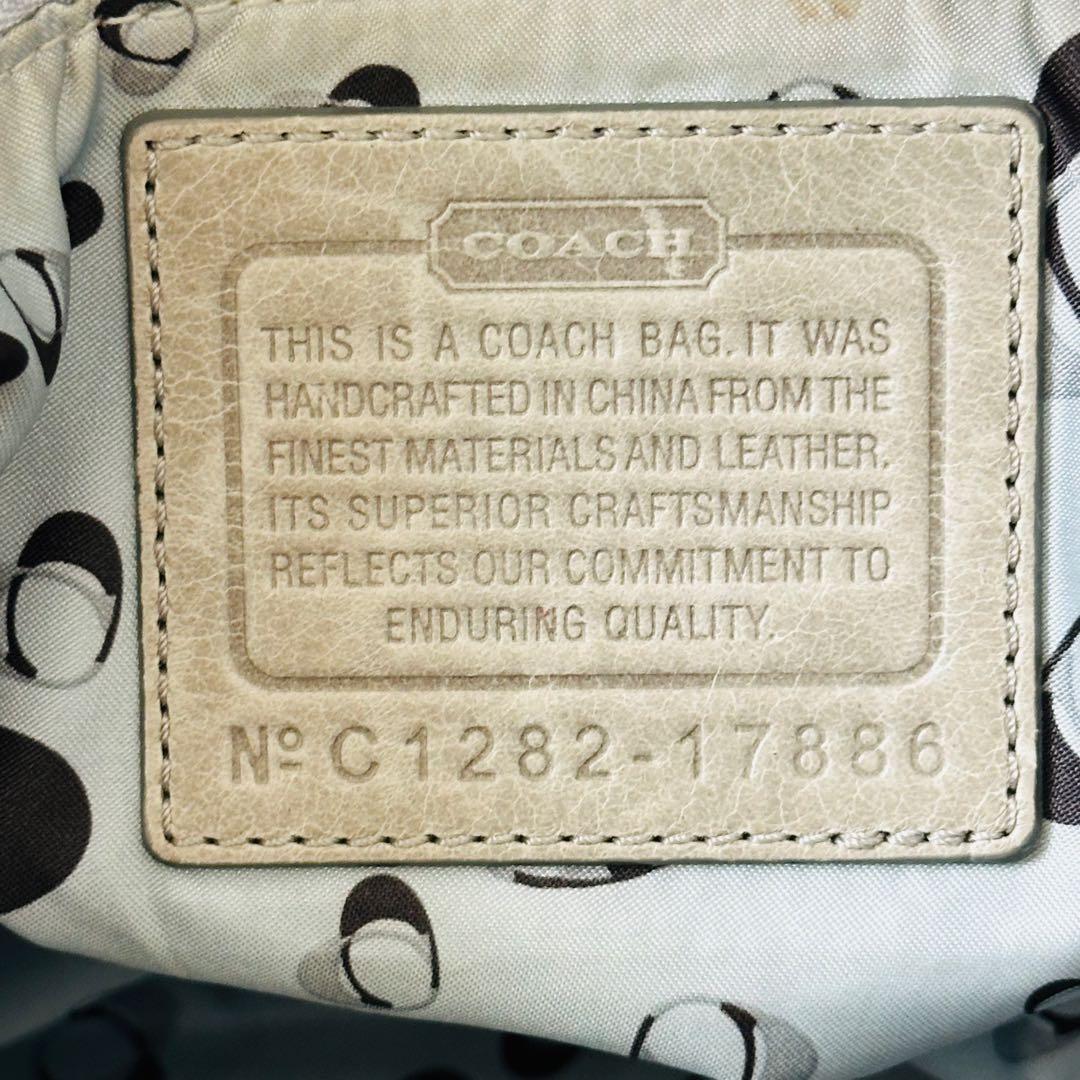 COACH
THIS IS A COACH BAG. IT WAS
HANDCRAFTED IN CHINA FROM THE
FINEST MATERIALS AND LEATHER.
ITS SUPERIOR CRAFTSMANSHIP
REFLECTS OUR COMMITMENT TO
ENDURING QUALITY.
Nº C1282-17886